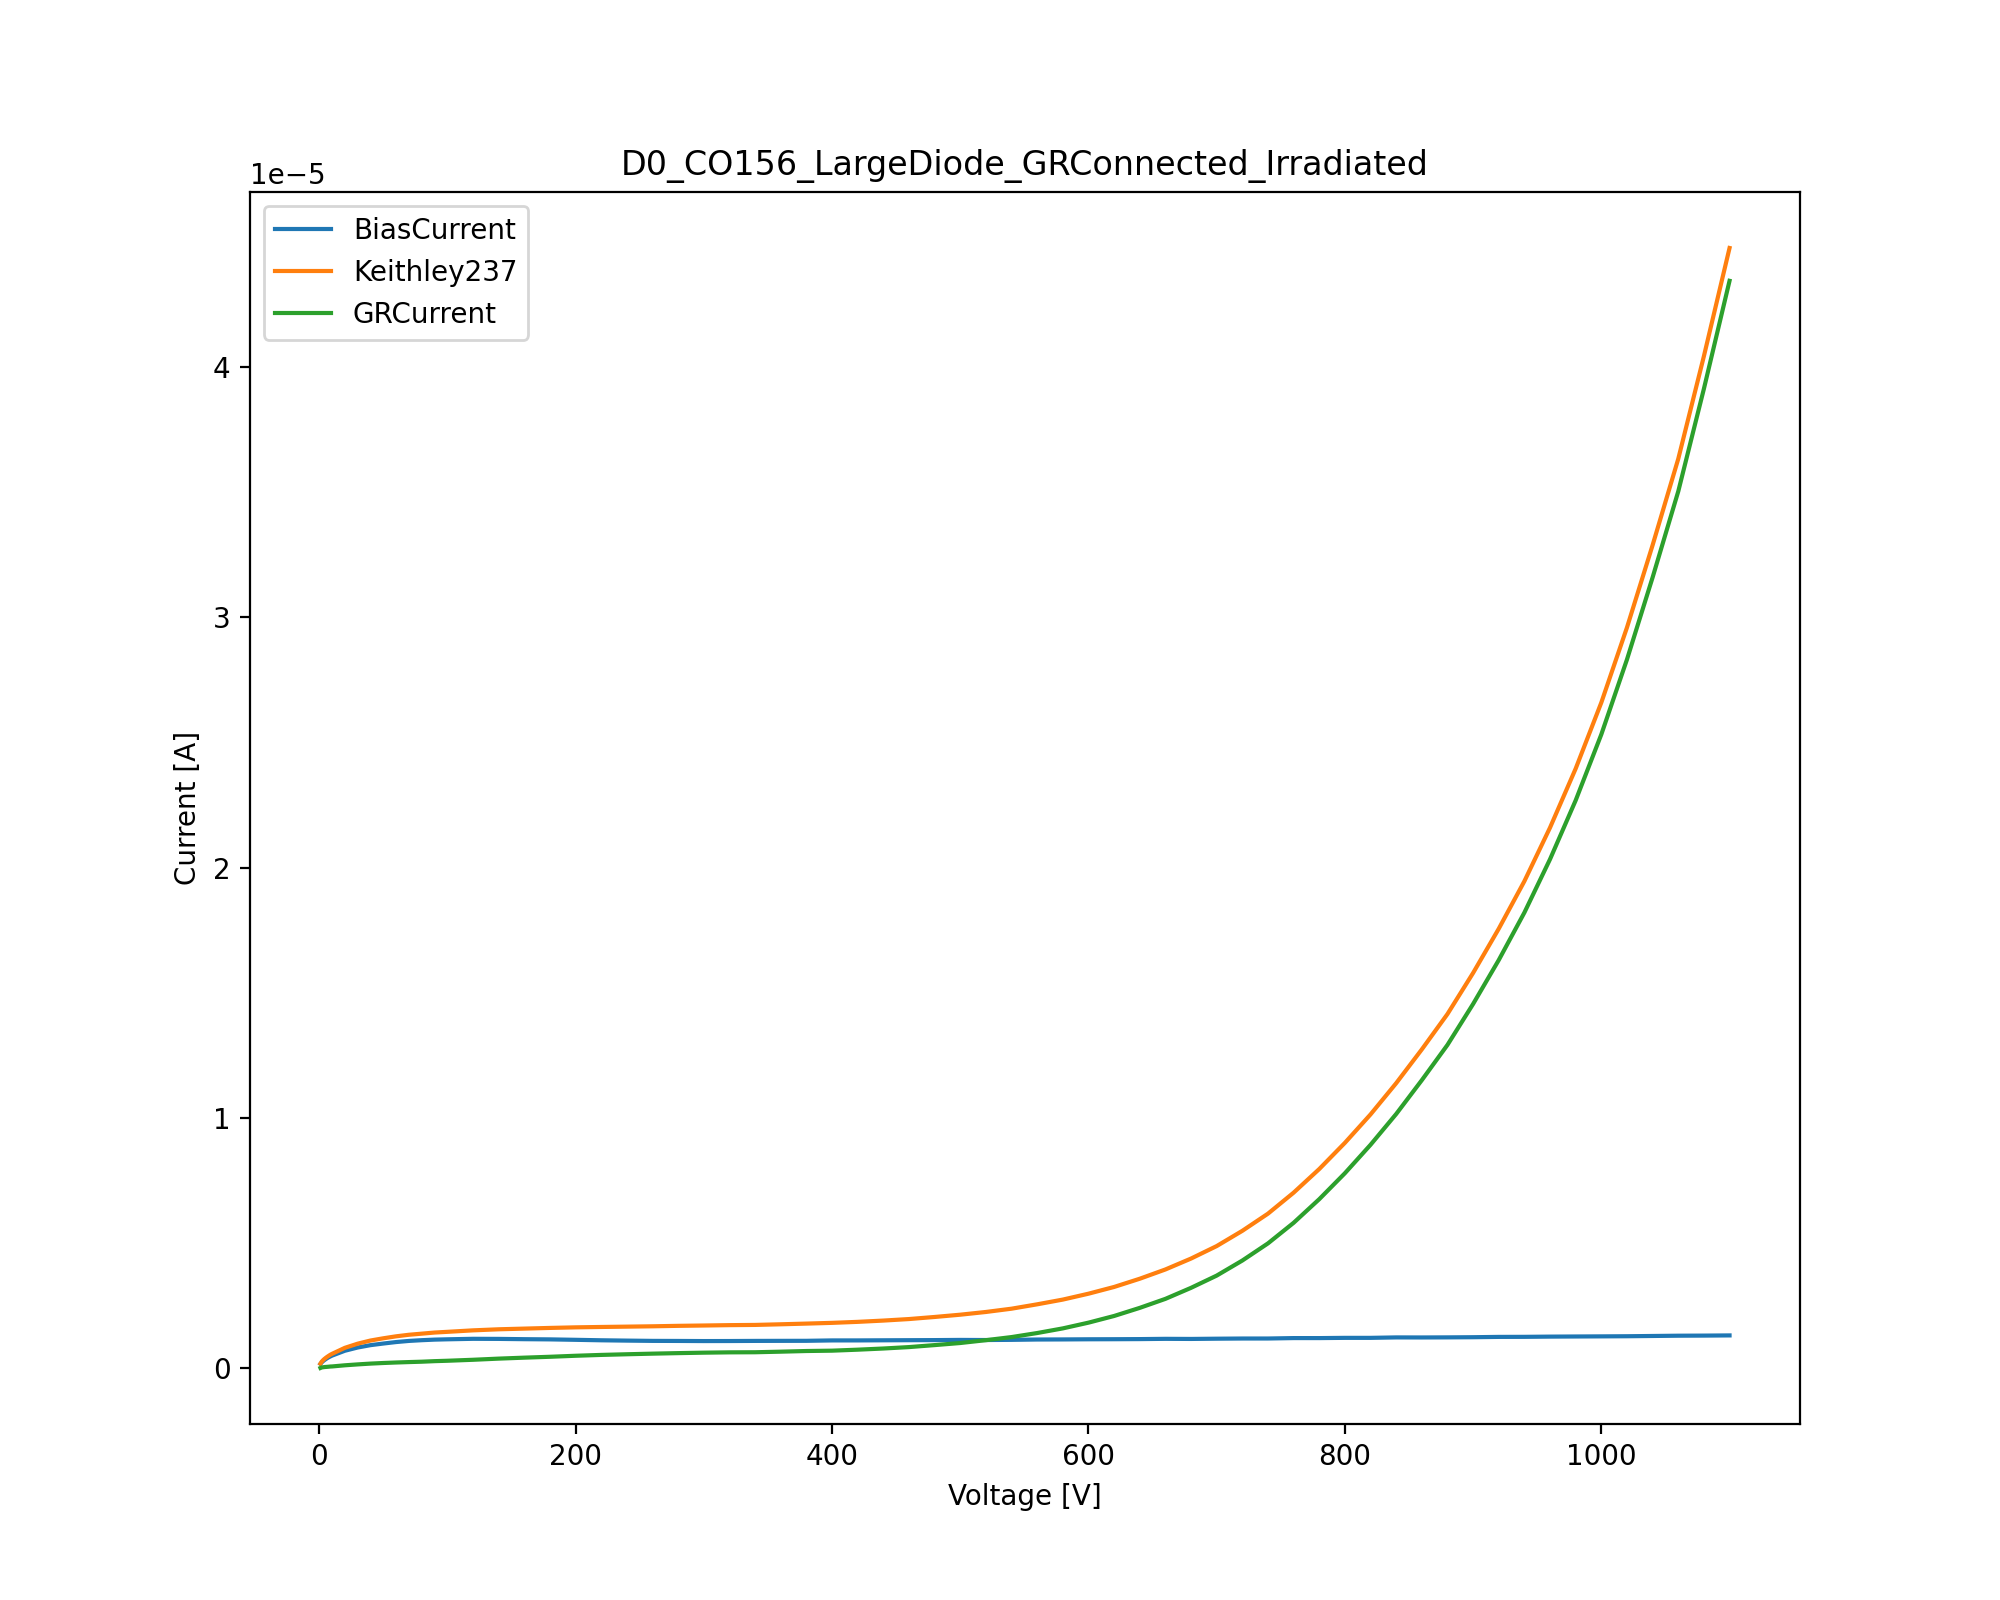 D0_CO156_LargeDiode_GRConnected_Irradiated
1e−5
BiasCurrent
Keithley237
GRCurrent
4
3
2
1
0
Current [A]
0 200 400 600 800 1000
Voltage [V]